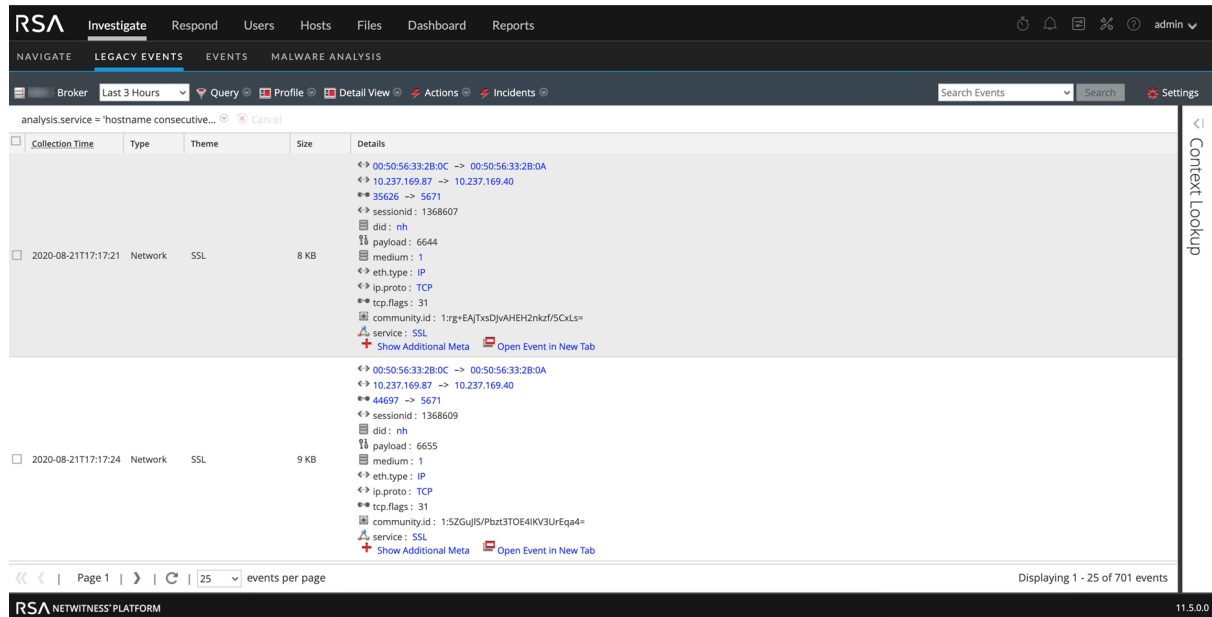 RSA Investigate Respond Users Hosts Files Dashboard Reports admin
NAVIGATE LEGACY EVENTS EVENTS MALWARE ANALYSIS
Broker Last 3 Hours Query Profile Detail View Actions Incidents Search Events Search Settings
analysis.service = 'hostname consecutive... Cancel
Collection Time Type Theme Size Details
Context Lookup
00:50:56:33:2B:0C -> 00:50:56:33:2B:0A
10.237.169.87 -> 10.237.169.40
35626 -> 5671
sessionid : 1368607
did : nh
payload : 6644
medium : 1
2020-08-21T17:17:21 Network SSL 8 KB
eth.type : IP
ip.proto : TCP
tcp.flags : 31
community.id : 1:rg+EAjTxsDJvAHEH2nkzf/5CxLs=
service : SSL
Show Additional Meta Open Event in New Tab
00:50:56:33:2B:0C -> 00:50:56:33:2B:0A
10.237.169.87 -> 10.237.169.40
44697 -> 5671
sessionid : 1368609
did : nh
payload : 6655
medium : 1
2020-08-21T17:17:24 Network SSL 9 KB
eth.type : IP
ip.proto : TCP
tcp.flags : 31
community.id : 1:5ZGuJlS/Pbzt3TOE4IKV3UrEqa4=
service : SSL
Show Additional Meta Open Event in New Tab
Page 1 | 25 events per page Displaying 1 - 25 of 701 events
RSA NETWITNESS® PLATFORM 11.5.0.0